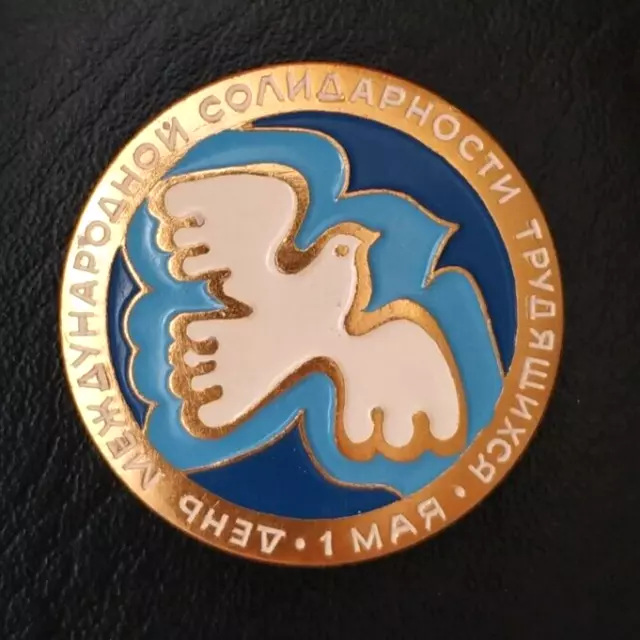 ДЕНЬ МЕЖДУНАРОДНОЙ СОЛИДАРНОСТИ ТРУДЯЩИХСЯ • 1 МАЯ •